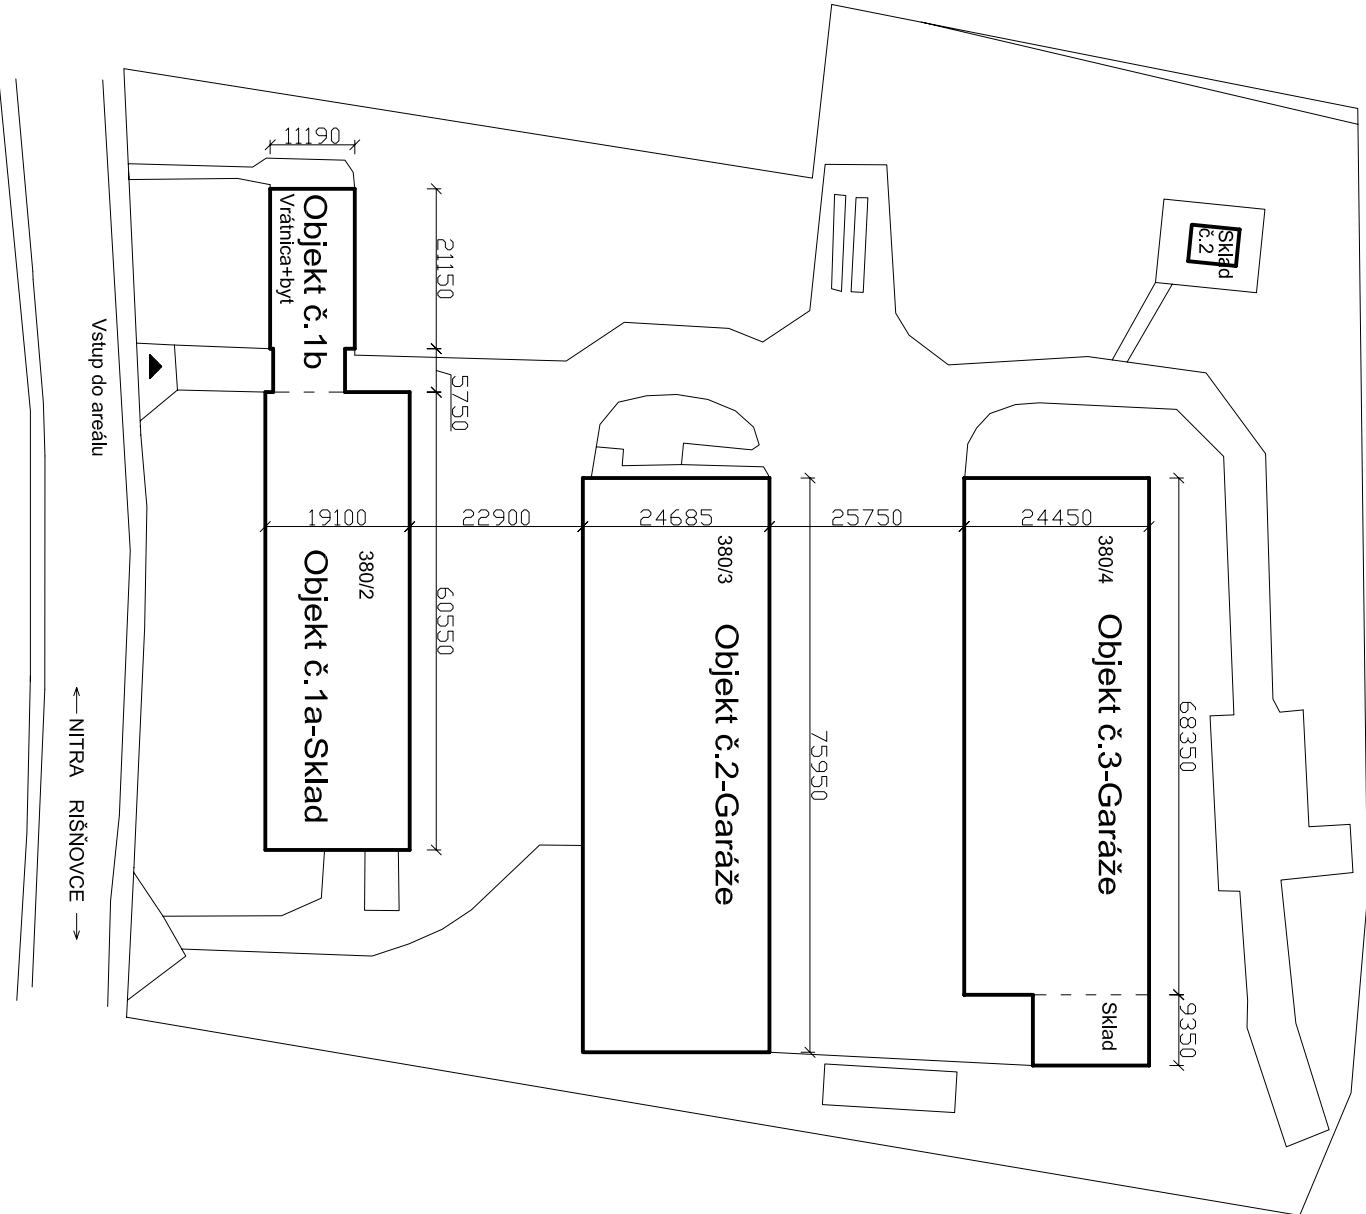 11190
Objekt č.1b
Vrátnica+byt
21150
5750
Sklad
č.2
Vstup do areálu
19100
22900
24685
25750
24450
380/2
Objekt č.1a-Sklad
60550
380/3
Objekt č.2-Garáže
75950
380/4
Objekt č.3-Garáže
68350
Sklad
9350
← NITRA RIŠŇOVCE →